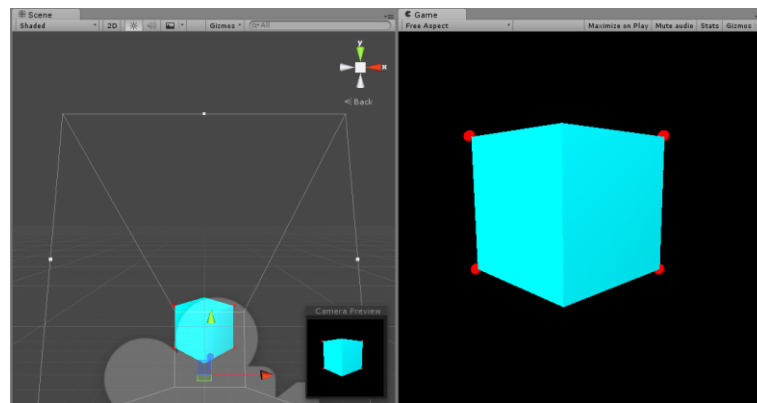 Scene
Shaded
2D
Gizmos
All
y
x
Back
Camera Preview
Game
Free Aspect
Maximize on Play
Mute audio
Stats
Gizmos